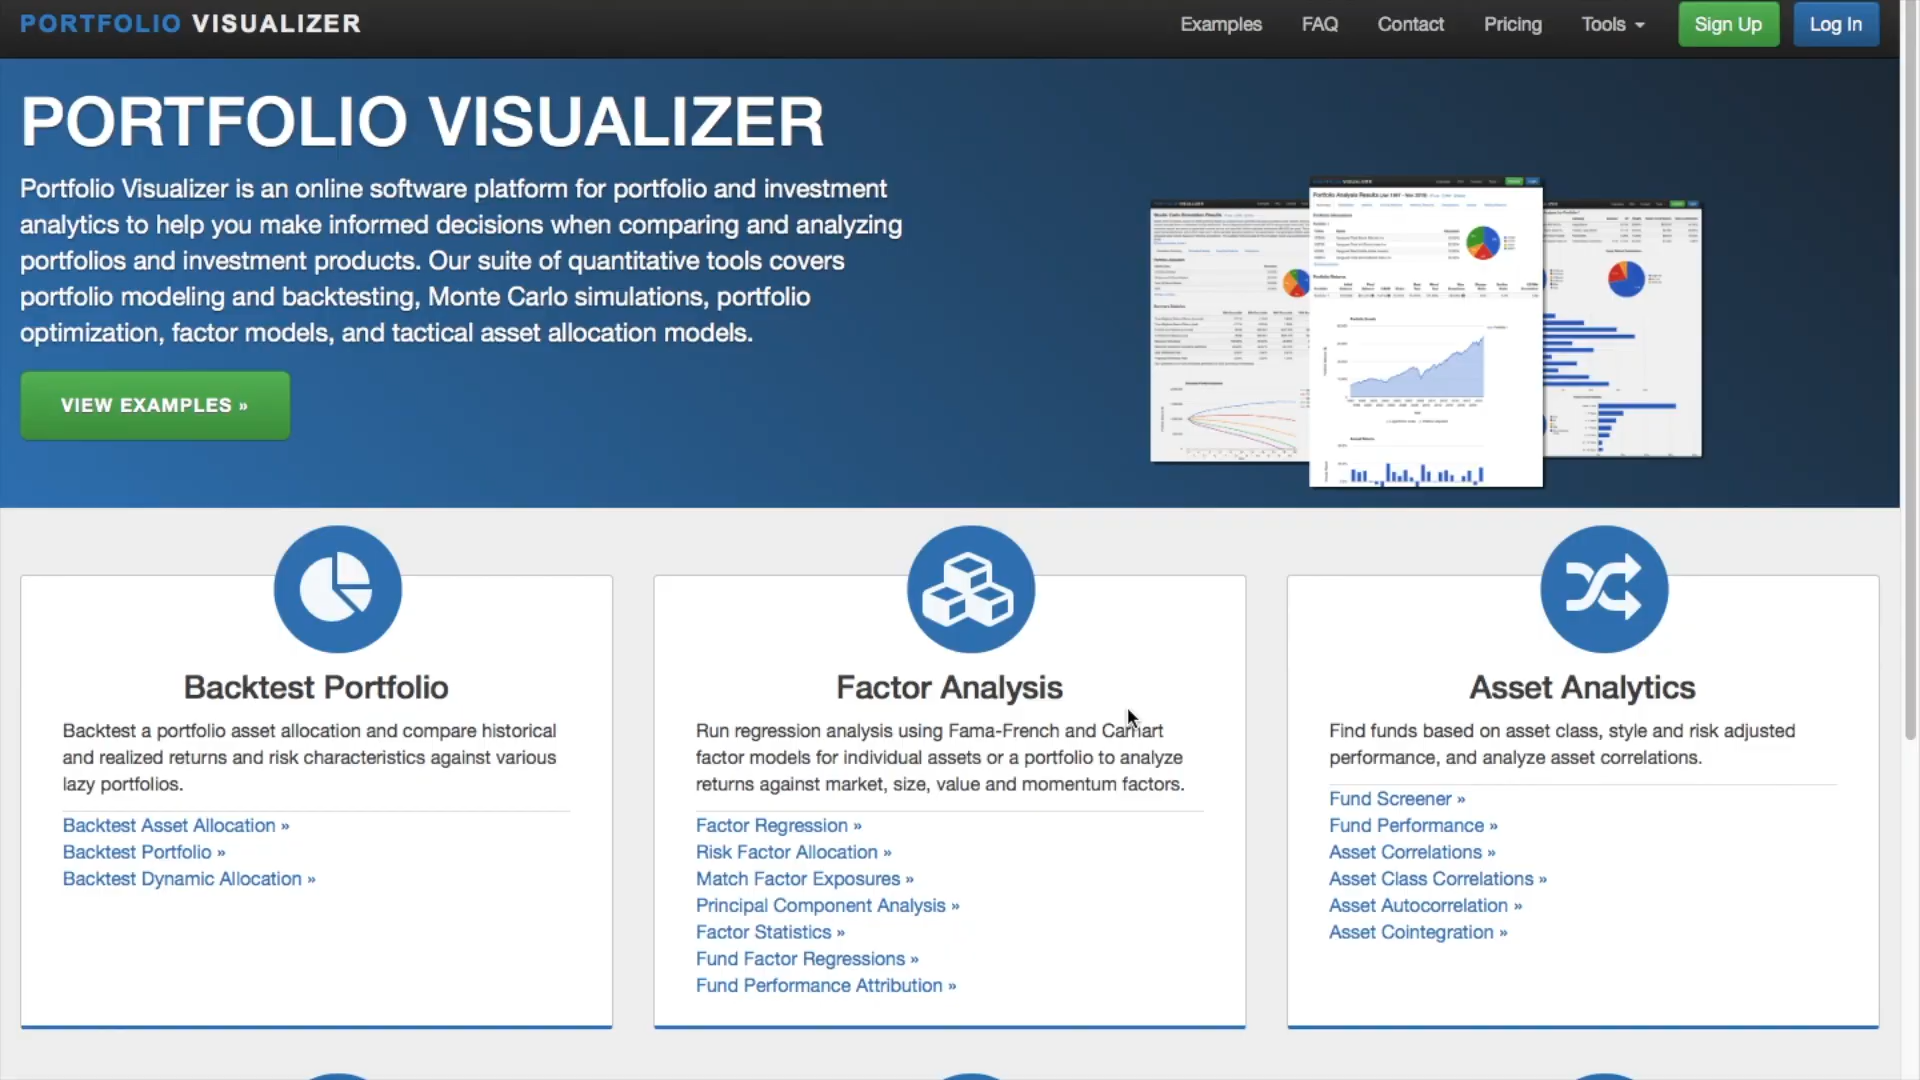 PORTFOLIO VISUALIZER
Examples FAQ Contact Pricing Tools Sign Up Log In
PORTFOLIO VISUALIZER
Portfolio Visualizer is an online software platform for portfolio and investment
analytics to help you make informed decisions when comparing and analyzing
portfolios and investment products. Our suite of quantitative tools covers
portfolio modeling and backtesting, Monte Carlo simulations, portfolio
optimization, factor models, and tactical asset allocation models.
VIEW EXAMPLES »
Backtest Portfolio
Backtest a portfolio asset allocation and compare historical
and realized returns and risk characteristics against various
lazy portfolios.
Backtest Asset Allocation »
Backtest Portfolio »
Backtest Dynamic Allocation »
Factor Analysis
Run regression analysis using Fama-French and Carhart
factor models for individual assets or a portfolio to analyze
returns against market, size, value and momentum factors.
Factor Regression »
Risk Factor Allocation »
Match Factor Exposures »
Principal Component Analysis »
Factor Statistics »
Fund Factor Regressions »
Fund Performance Attribution »
Asset Analytics
Find funds based on asset class, style and risk adjusted
performance, and analyze asset correlations.
Fund Screener »
Fund Performance »
Asset Correlations »
Asset Class Correlations »
Asset Autocorrelation »
Asset Cointegration »